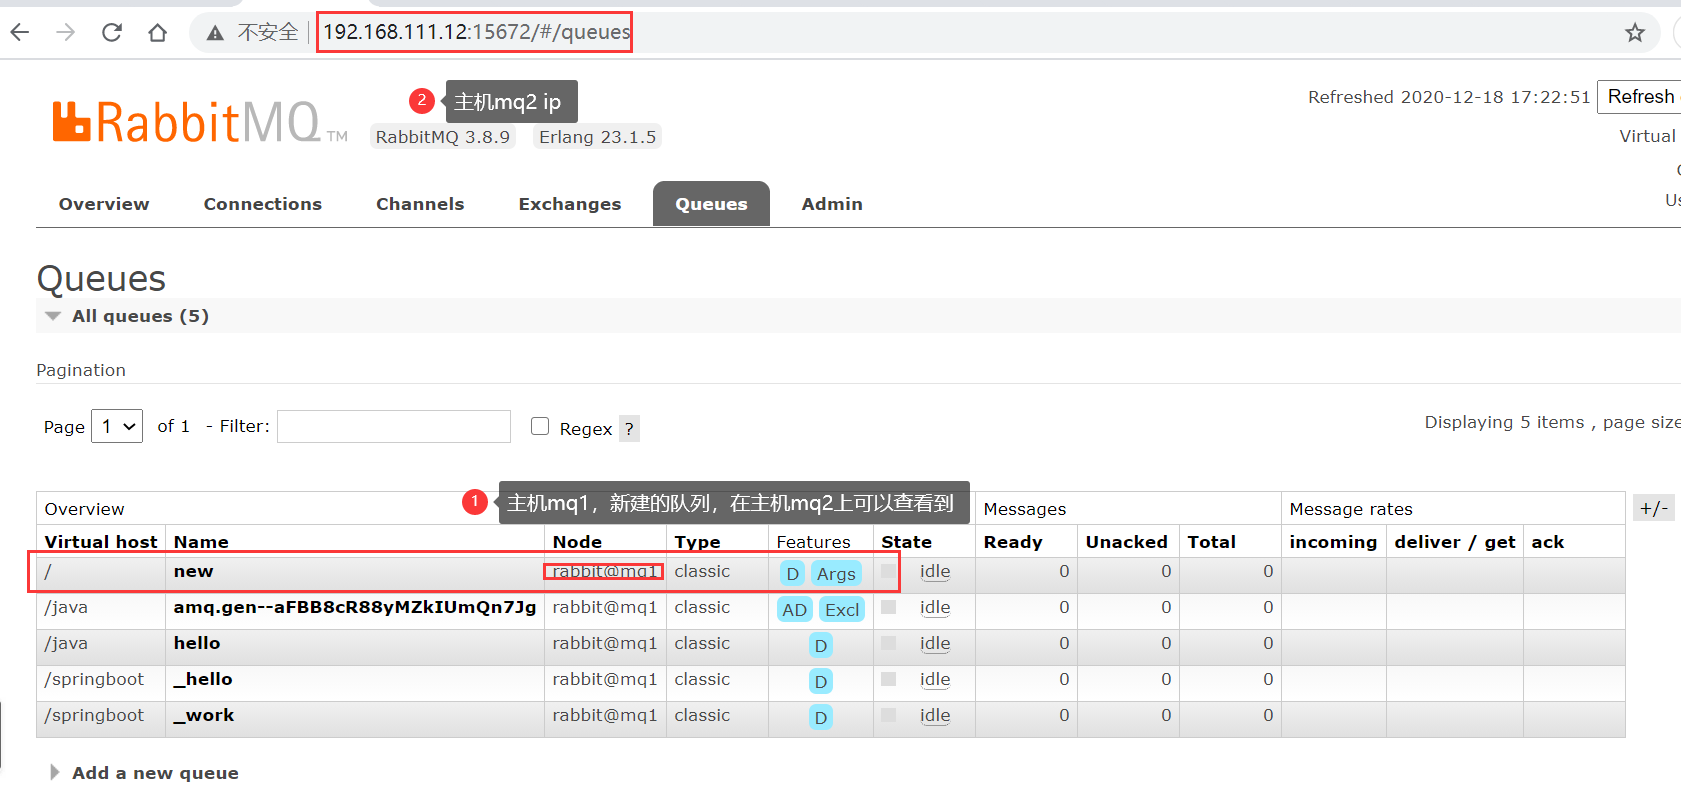 不安全 192.168.111.12:15672/#/queues
2 主机mq2 ip
RabbitMQ TM
RabbitMQ 3.8.9 Erlang 23.1.5
Refreshed 2020-12-18 17:22:51 Refresh
Virtual
Us
Overview Connections Channels Exchanges Queues Admin
Queues
All queues (5)
Pagination
Page 1 of 1 - Filter: Regex ?
Displaying 5 items , page size
1 主机mq1，新建的队列，在主机mq2上可以查看到
Overview Messages Message rates +/-
Virtual host Name Node Type Features State Ready Unacked Total incoming deliver / get ack
/ new rabbit@mq1 classic D Args idle 0 0 0
/java amq.gen--aFBB8cR88yMZkIUmQn7Jg rabbit@mq1 classic AD Excl idle 0 0 0
/java hello rabbit@mq1 classic D idle 0 0 0
/springboot _hello rabbit@mq1 classic D idle 0 0 0
/springboot _work rabbit@mq1 classic D idle 0 0 0
Add a new queue